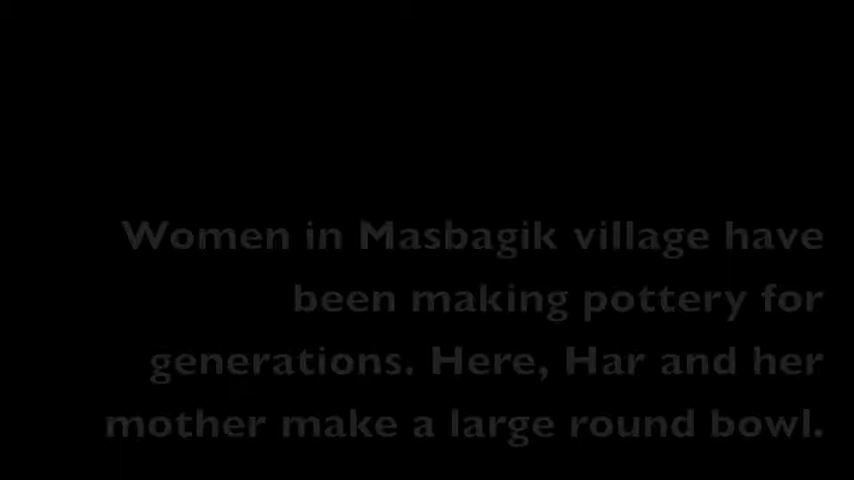 Women in Masbagik village have
been making pottery for
generations. Here, Har and her
mother make a large round bowl.